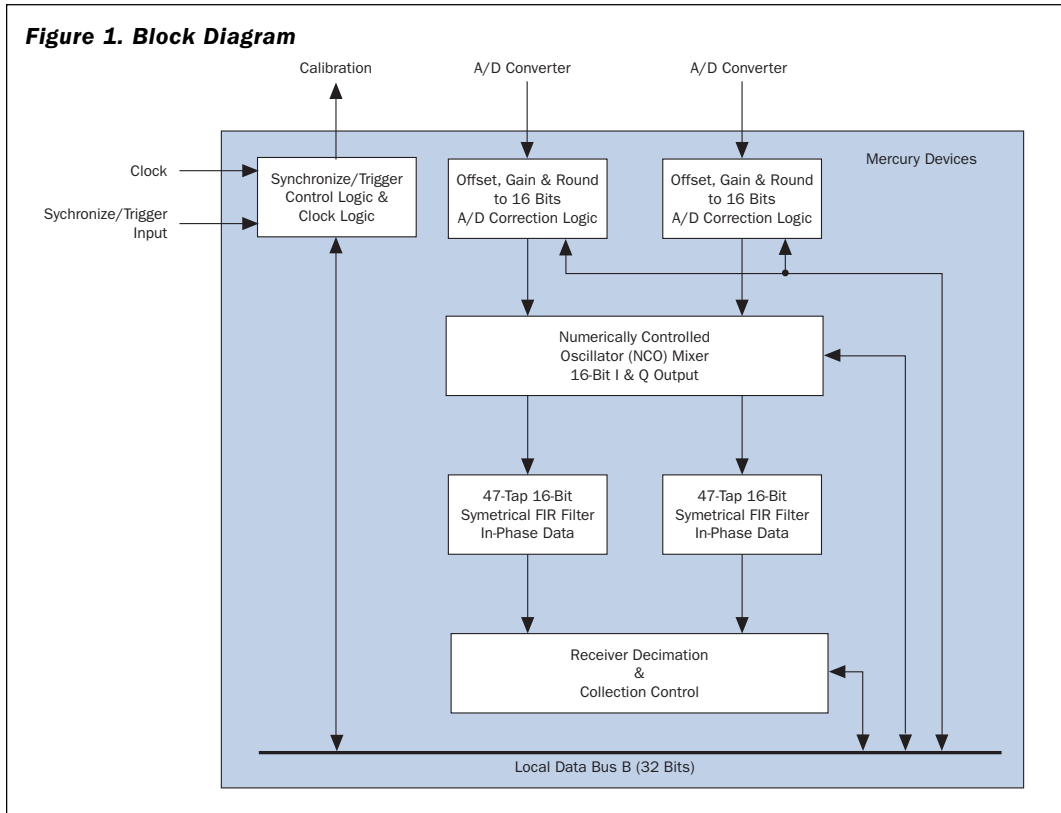 Figure 1. Block Diagram
Calibration
A/D Converter
A/D Converter
Mercury Devices
Clock
Sychronize/Trigger
Input
Synchronize/Trigger
Control Logic &
Clock Logic
Offset, Gain & Round
to 16 Bits
A/D Correction Logic
Offset, Gain & Round
to 16 Bits
A/D Correction Logic
Numerically Controlled
Oscillator (NCO) Mixer
16-Bit I & Q Output
47-Tap 16-Bit
Symetrical FIR Filter
In-Phase Data
47-Tap 16-Bit
Symetrical FIR Filter
In-Phase Data
Receiver Decimation
&
Collection Control
Local Data Bus B (32 Bits)